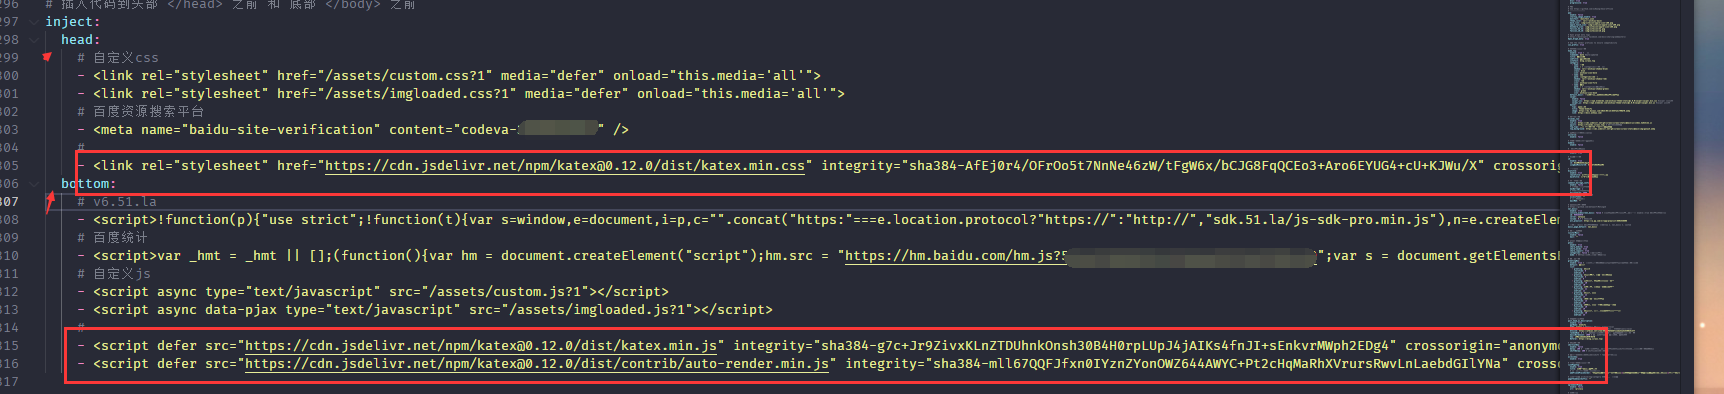 296 # 插入代码到头部 </head> 之前 和 底部 </body> 之前
297 inject:
298 head:
299 # 自定义css
300 - <link rel="stylesheet" href="/assets/custom.css?1" media="defer" onload="this.media='all'">
301 - <link rel="stylesheet" href="/assets/imgloaded.css?1" media="defer" onload="this.media='all'">
302 # 百度资源搜索平台
303 - <meta name="baidu-site-verification" content="codeva-" />
304 #
305 - <link rel="stylesheet" href="https://cdn.jsdelivr.net/npm/katex@0.12.0/dist/katex.min.css" integrity="sha384-AfEj0r4/OFrOo5t7NnNe46zW/tFgW6x/bCJG8FqQCEo3+Aro6EYUG4+cU+KJWu/X" crossorig
306 bottom:
307 # v6.51.la
308 - <script>!function(p){"use strict";!function(t){var s=window,e=document,i=p,c="".concat("https:"===e.location.protocol?"https://":"http://","sdk.51.la/js-sdk-pro.min.js"),n=e.createElem
309 # 百度统计
310 - <script>var _hmt = _hmt || [];(function(){var hm = document.createElement("script");hm.src = "https://hm.baidu.com/hm.js?5";var s = document.getElementsB
311 # 自定义js
312 - <script async type="text/javascript" src="/assets/custom.js?1"></script>
313 - <script async data-pjax type="text/javascript" src="/assets/imgloaded.js?1"></script>
314 #
315 - <script defer src="https://cdn.jsdelivr.net/npm/katex@0.12.0/dist/katex.min.js" integrity="sha384-g7c+Jr9ZivxKLnZTDUhnkOnsh30B4H0rpLUpJ4jAIKs4fnJI+sEnkvrMWph2EDg4" crossorigin="anonym
316 - <script defer src="https://cdn.jsdelivr.net/npm/katex@0.12.0/dist/contrib/auto-render.min.js" integrity="sha384-mll67QQFJfxn0IYznZYonOWZ644AWYC+Pt2cHqMaRhXVrursRwvLnLaebdGIlYNa" cross
317